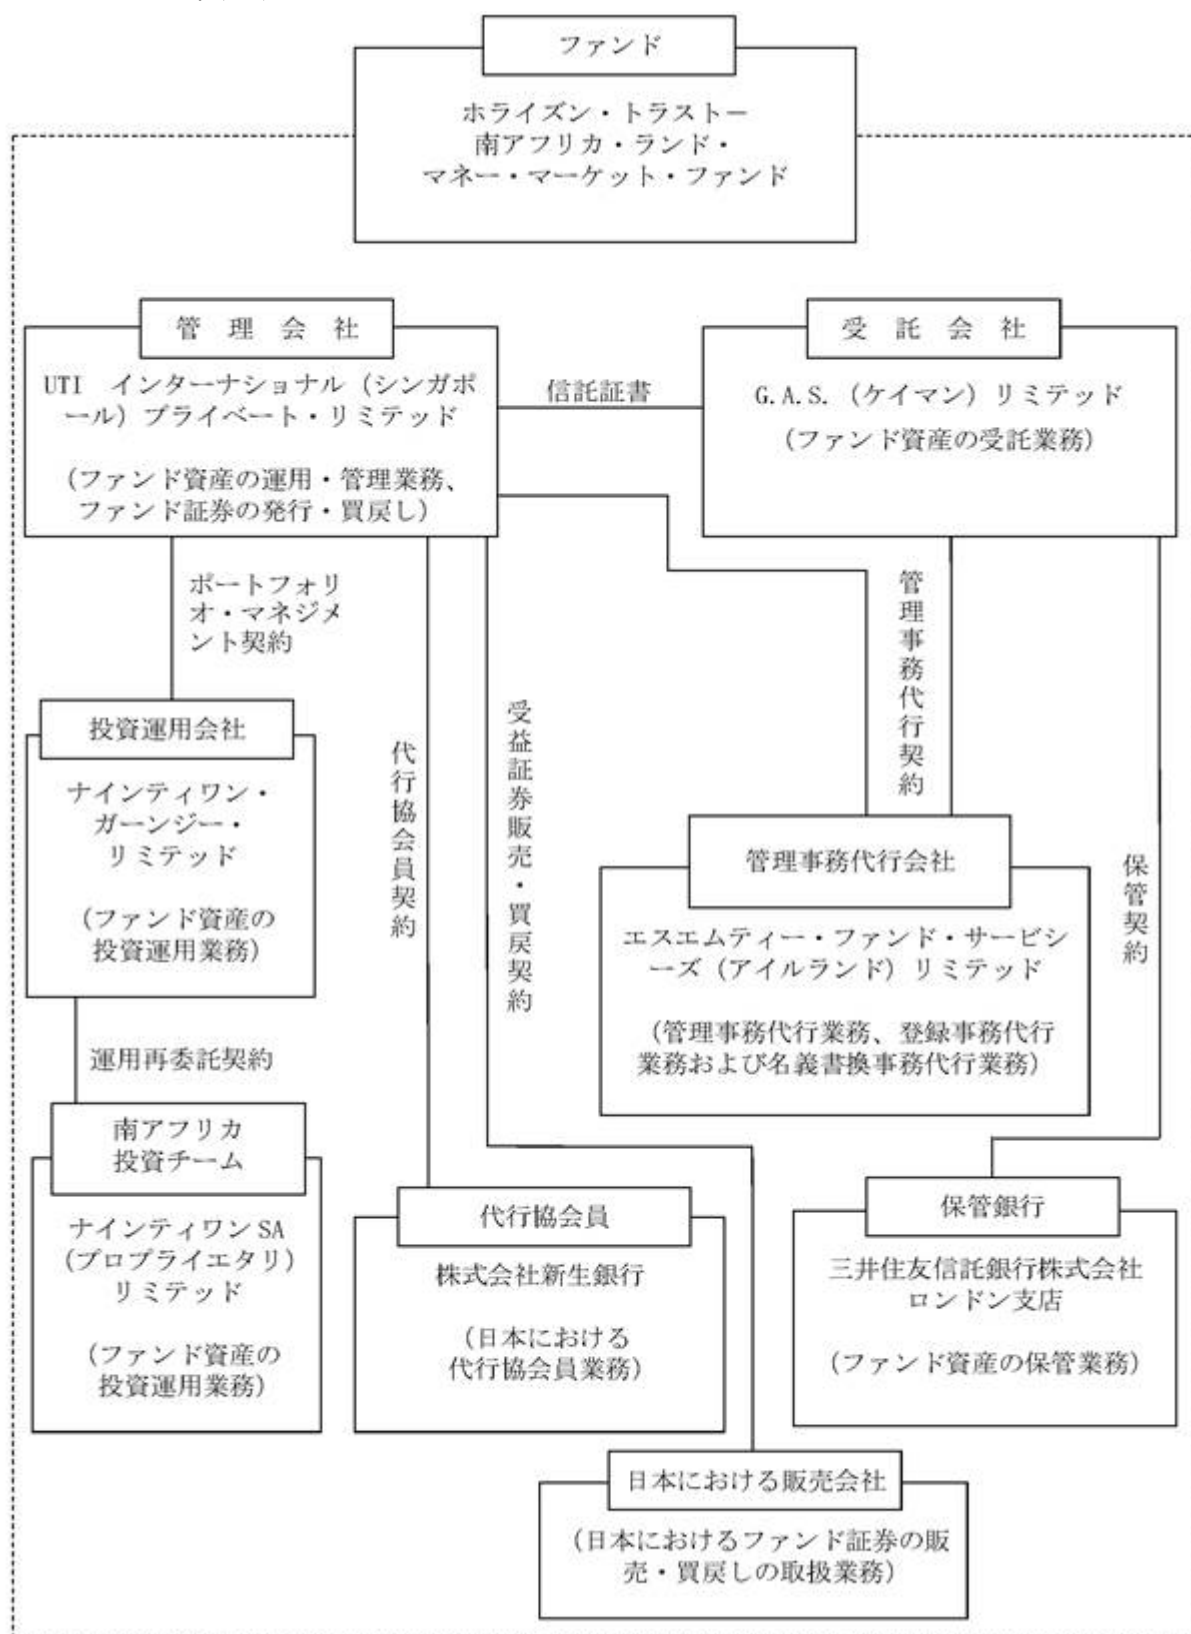 ファンド
ホライズン・トラスト－
南アフリカ・ランド・
マネー・マーケット・ファンド
管理会社
UTI インターナショナル（シンガポ
ール）プライベート・リミテッド
（ファンド資産の運用・管理業務、
ファンド証券の発行・買戻し）
信託証書
受託会社
G.A.S.（ケイマン）リミテッド
（ファンド資産の受託業務）
ポートフォリ
オ・マネジメ
ント契約
代行協会員契約
受益証券販売・買戻契約
管理事務代行契約
保管契約
投資運用会社
ナインティワン・
ガーンジー・
リミテッド
（ファンド資産の
投資運用業務）
管理事務代行会社
エスエムティー・ファンド・サービシ
ーズ（アイルランド）リミテッド
（管理事務代行業務、登録事務代行
業務および名義書換事務代行業務）
運用再委託契約
南アフリカ
投資チーム
ナインティワン SA
（プロプライエタリ）
リミテッド
（ファンド資産の
投資運用業務）
代行協会員
株式会社新生銀行
（日本における
代行協会員業務）
保管銀行
三井住友信託銀行株式会社
ロンドン支店
（ファンド資産の保管業務）
日本における販売会社
（日本におけるファンド証券の販
売・買戻しの取扱業務）